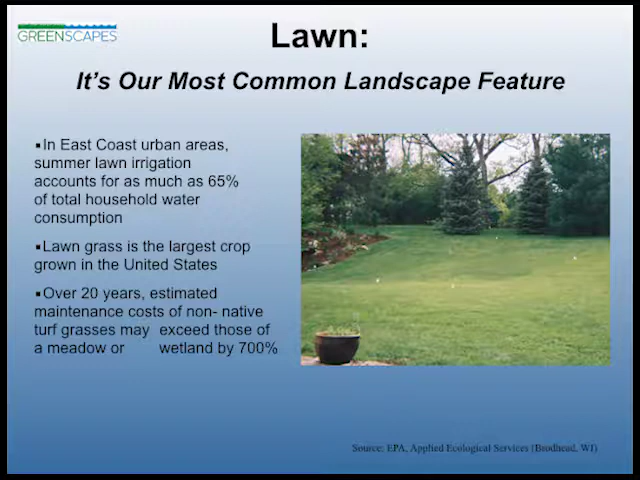 GREENSCAPES
Lawn:
It's Our Most Common Landscape Feature
▪In East Coast urban areas,
summer lawn irrigation
accounts for as much as 65%
of total household water
consumption
▪Lawn grass is the largest crop
grown in the United States
▪Over 20 years, estimated
maintenance costs of non- native
turf grasses may exceed those of
a meadow or wetland by 700%
Source: EPA, Applied Ecological Services (Brodhead, WI)